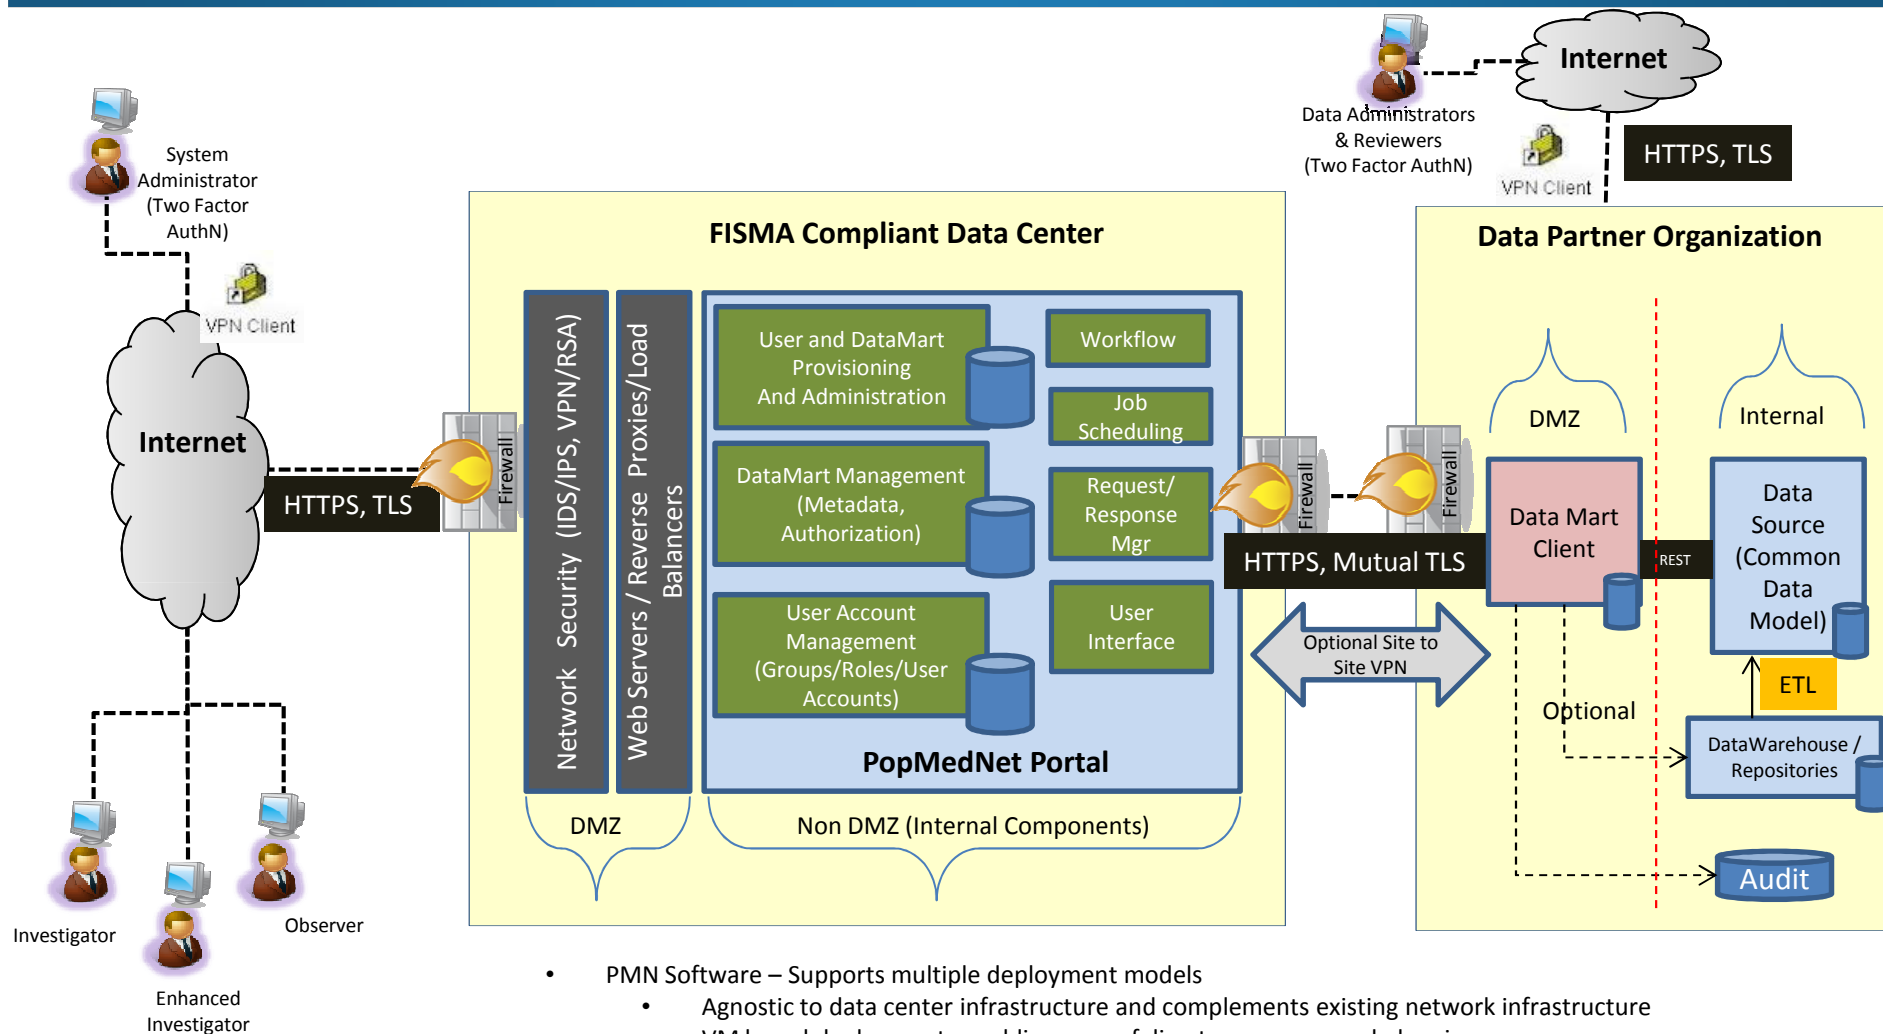 Internet
Data Administrators
& Reviewers
(Two Factor AuthN)
VPN Client
HTTPS, TLS
System
Administrator
(Two Factor
AuthN)
VPN Client
Internet
HTTPS, TLS
Firewall
Investigator
Enhanced
Investigator
Observer
FISMA Compliant Data Center
Network Security (IDS/IPS, VPN/RSA)
Web Servers / Reverse Proxies/Load
Balancers
User and DataMart
Provisioning
And Administration
DataMart Management
(Metadata,
Authorization)
User Account
Management
(Groups/Roles/User
Accounts)
Workflow
Job
Scheduling
Request/
Response
Mgr
User
Interface
PopMedNet Portal
DMZ
Non DMZ (Internal Components)
Firewall
Firewall
HTTPS, Mutual TLS
Optional Site to
Site VPN
Data Partner Organization
DMZ
Internal
Data Mart
Client
REST
Data
Source
(Common
Data
Model)
ETL
Optional
DataWarehouse /
Repositories
Audit
• PMN Software – Supports multiple deployment models
• Agnostic to data center infrastructure and complements existing network infrastructure